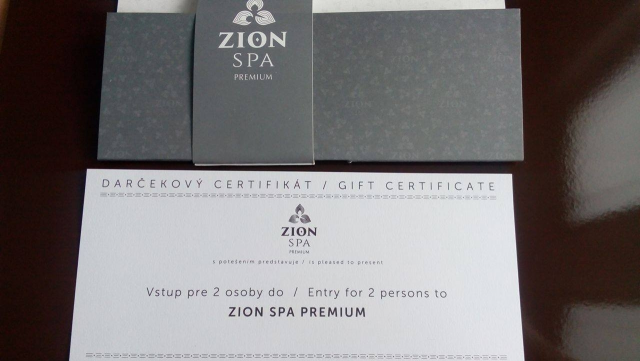 ZION
SPA
PREMIUM
DARČEKOVÝ CERTIFIKÁT / GIFT CERTIFICATE
ZION
SPA
PREMIUM
s potešením predstavuje / is pleased to present
Vstup pre 2 osoby do / Entry for 2 persons to
ZION SPA PREMIUM